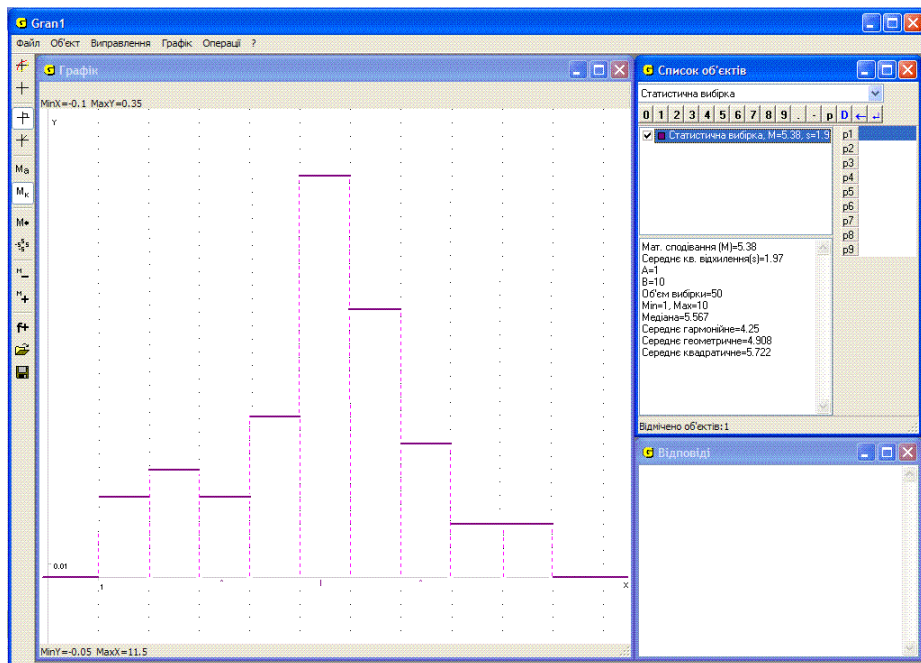 Gran1
Файл Об'єкт Виправлення Графік Операції ?
Графік
MinX=-0.1 MaxY=0.35
Y
0.01
1
X
MinY=-0.05 MaxX=11.5
Ma
Mк
M
S
M
M
f+
Список об'єктів
Статистична вибірка
0 1 2 3 4 5 6 7 8 9 . - p D ← ↵
Статистична вибірка, M=5.38, s=1.9
p1
p2
p3
p4
p5
p6
p7
p8
p9
Мат. сподівання (M)=5.38
Середнє кв. відхилення(s)=1.97
A=1
B=10
Об'єм вибірки=50
Min=1, Max=10
Медіана=5.567
Середнє гармонійне=4.25
Середнє геометричне=4.908
Середнє квадратичне=5.722
Відмічено об'єктів:1
Відповіді